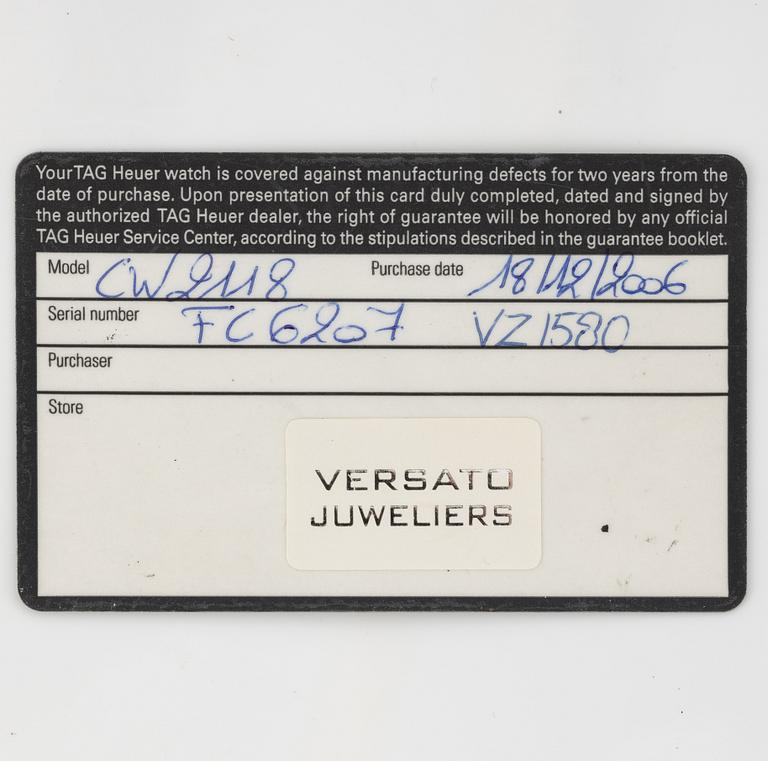 Your TAG Heuer watch is covered against manufacturing defects for two years from the
date of purchase. Upon presentation of this card duly completed, dated and signed by
the authorized TAG Heuer dealer, the right of guarantee will be honored by any official
TAG Heuer Service Center, according to the stipulations described in the guarantee booklet.
Model CW2118 Purchase date 18/12/2006
Serial number FC6207 VZ1580
Purchaser
Store
VERSATO
JUWELIERS